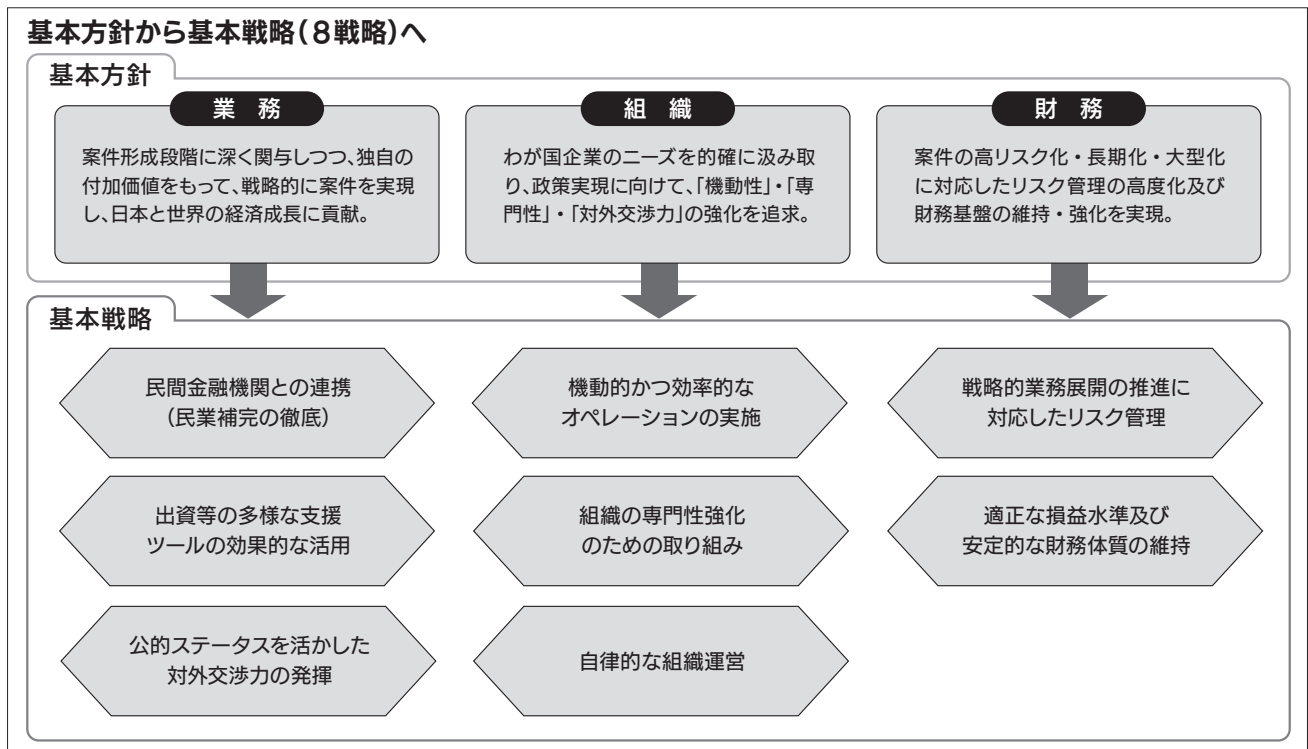 基本方針から基本戦略（8戦略）へ
基本方針
業務
案件形成段階に深く関与しつつ、独自の
付加価値をもって、戦略的に案件を実現
し、日本と世界の経済成長に貢献。
組織
わが国企業のニーズを的確に汲み取
り、政策実現に向けて、「機動性」・「専
門性」・「対外交渉力」の強化を追求。
財務
案件の高リスク化・長期化・大型化
に対応したリスク管理の高度化及び
財務基盤の維持・強化を実現。
基本戦略
民間金融機関との連携
（民業補完の徹底）
出資等の多様な支援
ツールの効果的な活用
公的ステータスを活かした
対外交渉力の発揮
機動的かつ効率的な
オペレーションの実施
組織の専門性強化
のための取り組み
自律的な組織運営
戦略的業務展開の推進に
対応したリスク管理
適正な損益水準及び
安定的な財務体質の維持